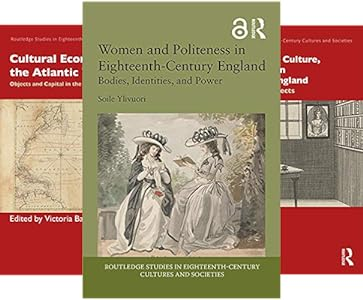 Routledge Studies in Eighteenth-
Cultural Econ
the Atlantic
Objects and Capital in the
Edited by Victoria Ba
R
Women and Politeness in
Eighteenth-Century England
Bodies, Identities, and Power
Soile Ylivuori
ROUTLEDGE STUDIES IN EIGHTEENTH-CENTURY
CULTURES AND SOCIETIES
-Century Cultures and Societies
Culture,
n
ngland
ects
R